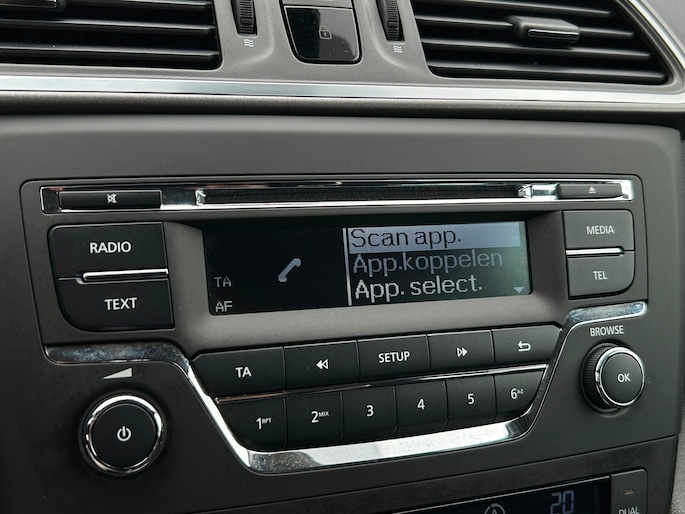 RADIO
TEXT
TA
AF
Scan app.
App.koppelen
App. select.
MEDIA
TEL
BROWSE
OK
TA
SETUP
1RPT
2MIX
3
4
5
6A-Z
20
DUAL